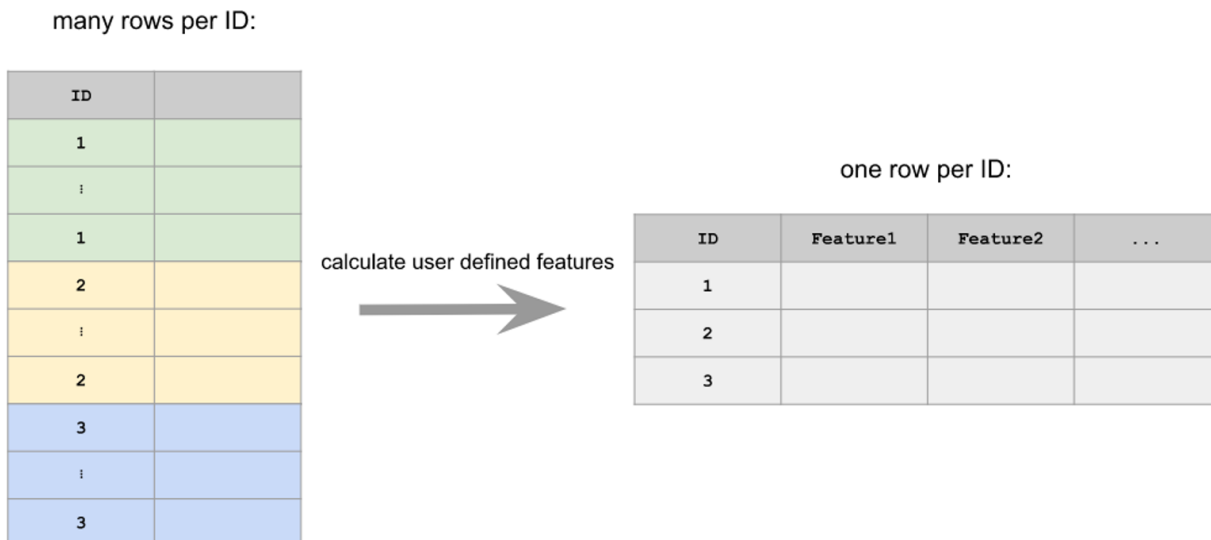 many rows per ID:
ID
1
⋮
1
2
⋮
2
3
⋮
3
calculate user defined features
one row per ID:
ID Feature1 Feature2 ...
1
2
3